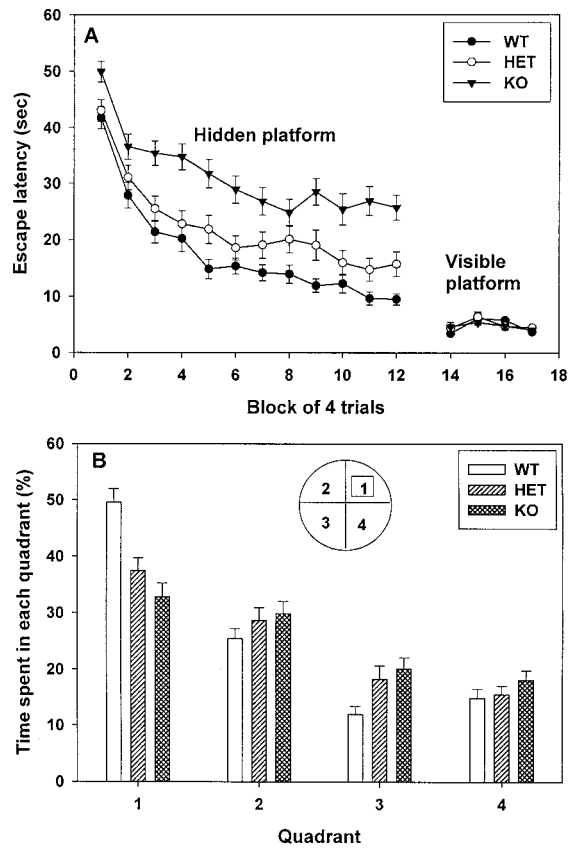 A
WT
HET
KO
Hidden platform
Visible
platform
Escape latency (sec)
60
50
40
30
20
10
0
0 2 4 6 8 10 12 14 16 18
Block of 4 trials
B
WT
HET
KO
2 1
3 4
Time spent in each quadrant (%)
60
50
40
30
20
10
0
1 2 3 4
Quadrant